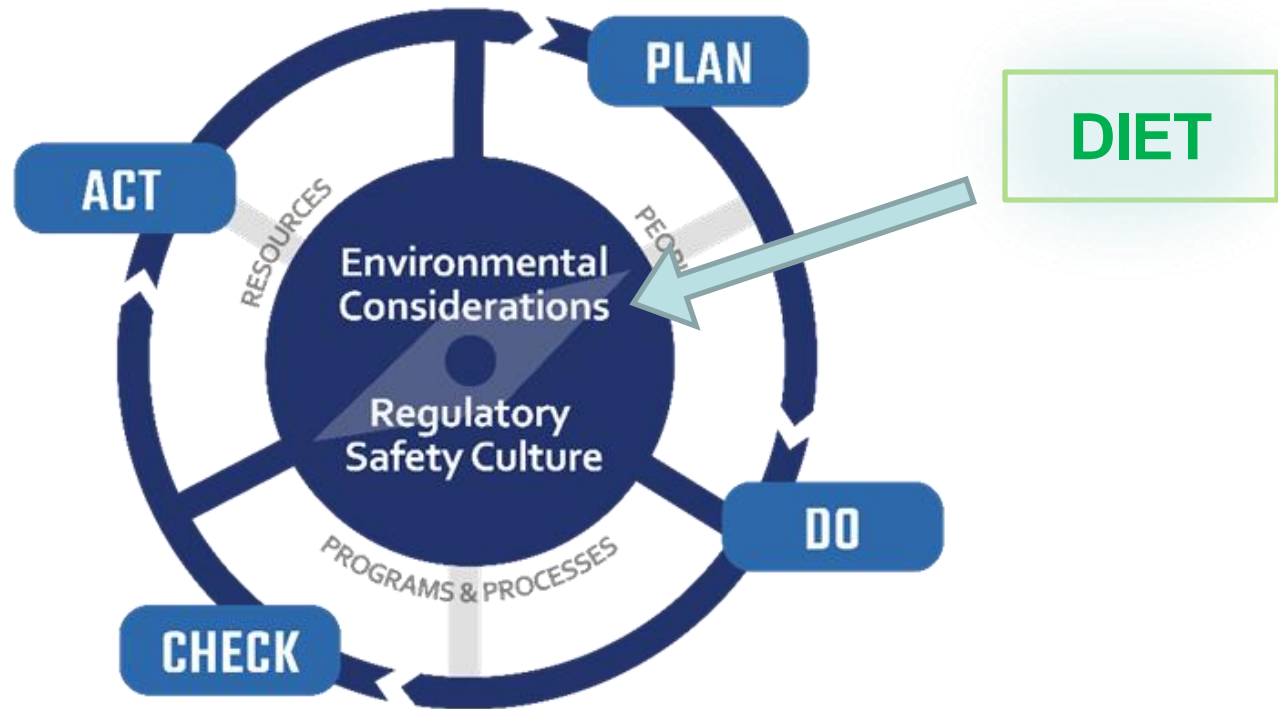 PLAN
DIET
ACT
RESOURCES
Environmental
Considerations
Regulatory
Safety Culture
DO
PROGRAMS & PROCESSES
CHECK